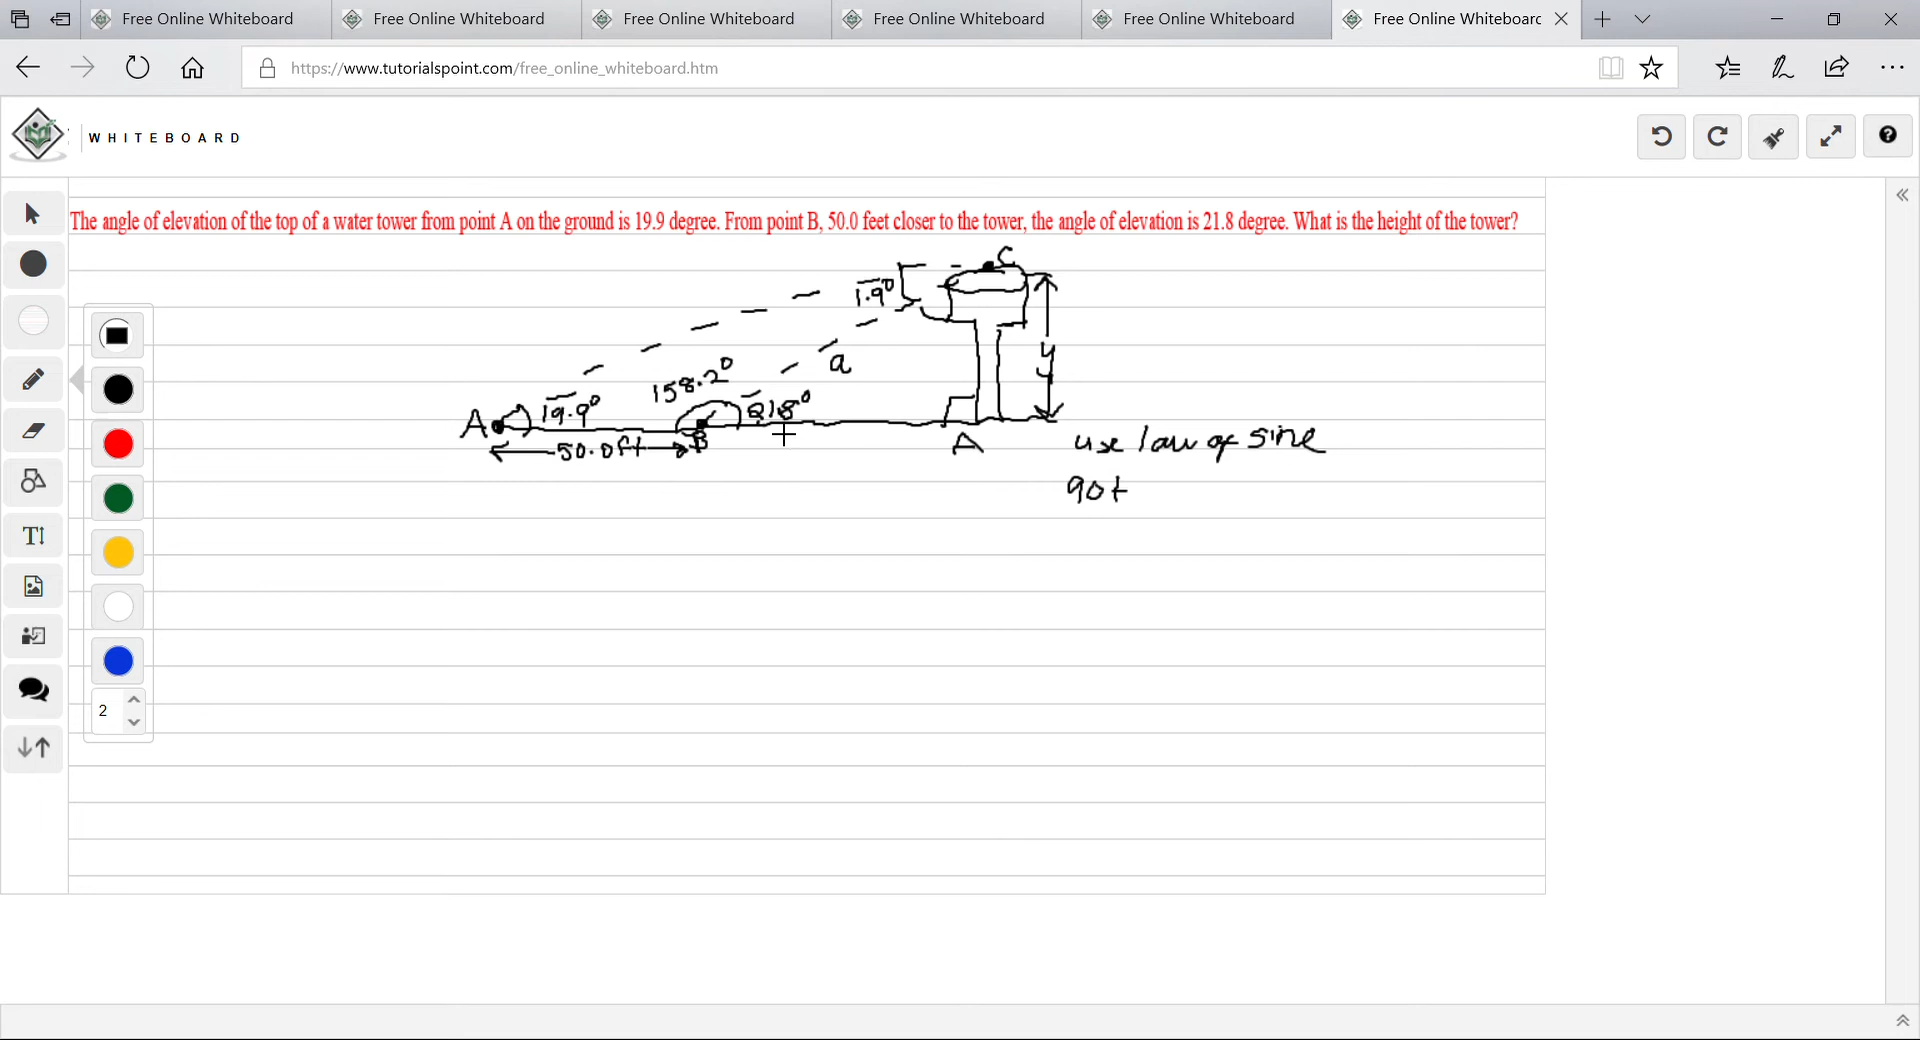 Free Online Whiteboard Free Online Whiteboard Free Online Whiteboard Free Online Whiteboard Free Online Whiteboard Free Online Whiteboarc
https://www.tutorialspoint.com/free_online_whiteboard.htm
WHITEBOARD
The angle of elevation of the top of a water tower from point A on the ground is 19.9 degree. From point B, 50.0 feet closer to the tower, the angle of elevation is 21.8 degree. What is the height of the tower?
C
1.9°
y
a
158.2°
A 19.9° 21.8°
50.0ft B A
use law of sine
90t
T
2